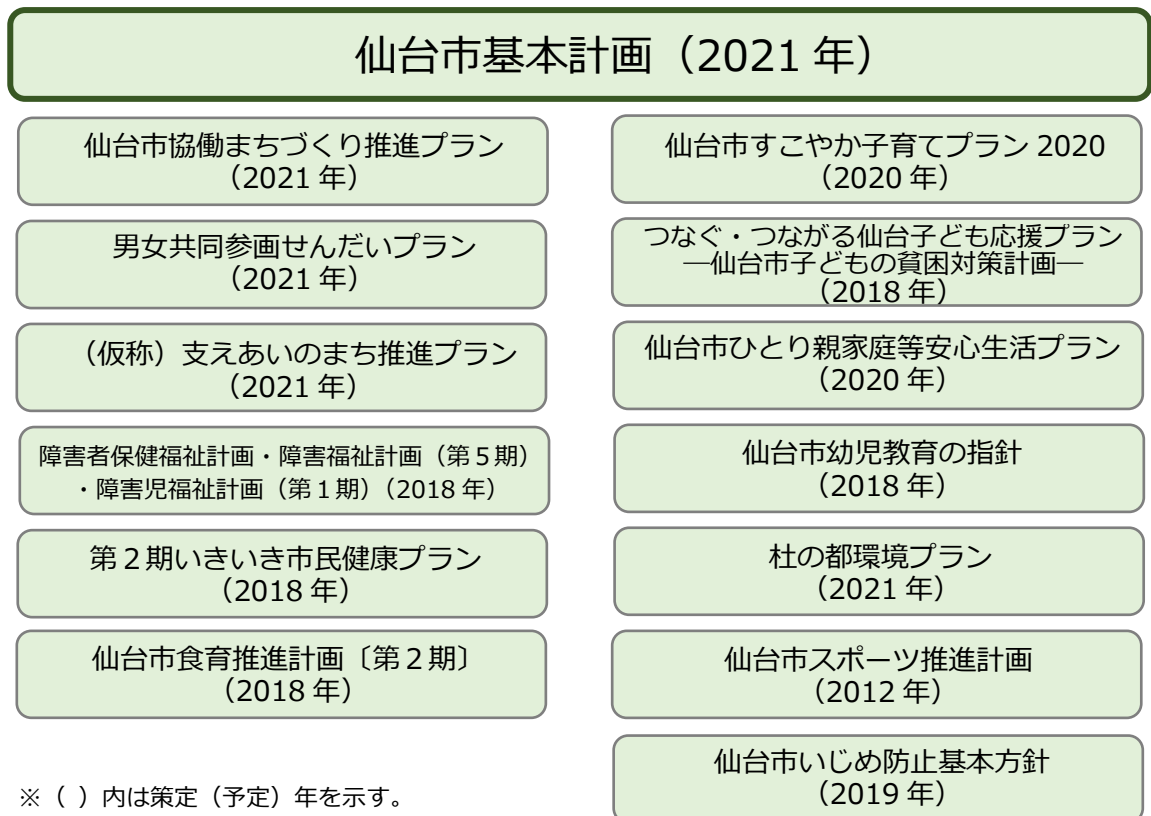 仙台市基本計画（2021 年）
仙台市協働まちづくり推進プラン
（2021 年）
男女共同参画せんだいプラン
（2021 年）
（仮称）支えあいのまち推進プラン
（2021 年）
障害者保健福祉計画・障害福祉計画（第５期）
・障害児福祉計画（第１期）（2018 年）
第２期いきいき市民健康プラン
（2018 年）
仙台市食育推進計画〔第２期〕
（2018 年）
※（ ）内は策定（予定）年を示す。
仙台市すこやか子育てプラン 2020
（2020 年）
つなぐ・つながる仙台子ども応援プラン
―仙台市子どもの貧困対策計画―
（2018 年）
仙台市ひとり親家庭等安心生活プラン
（2020 年）
仙台市幼児教育の指針
（2018 年）
杜の都環境プラン
（2021 年）
仙台市スポーツ推進計画
（2012 年）
仙台市いじめ防止基本方針
（2019 年）